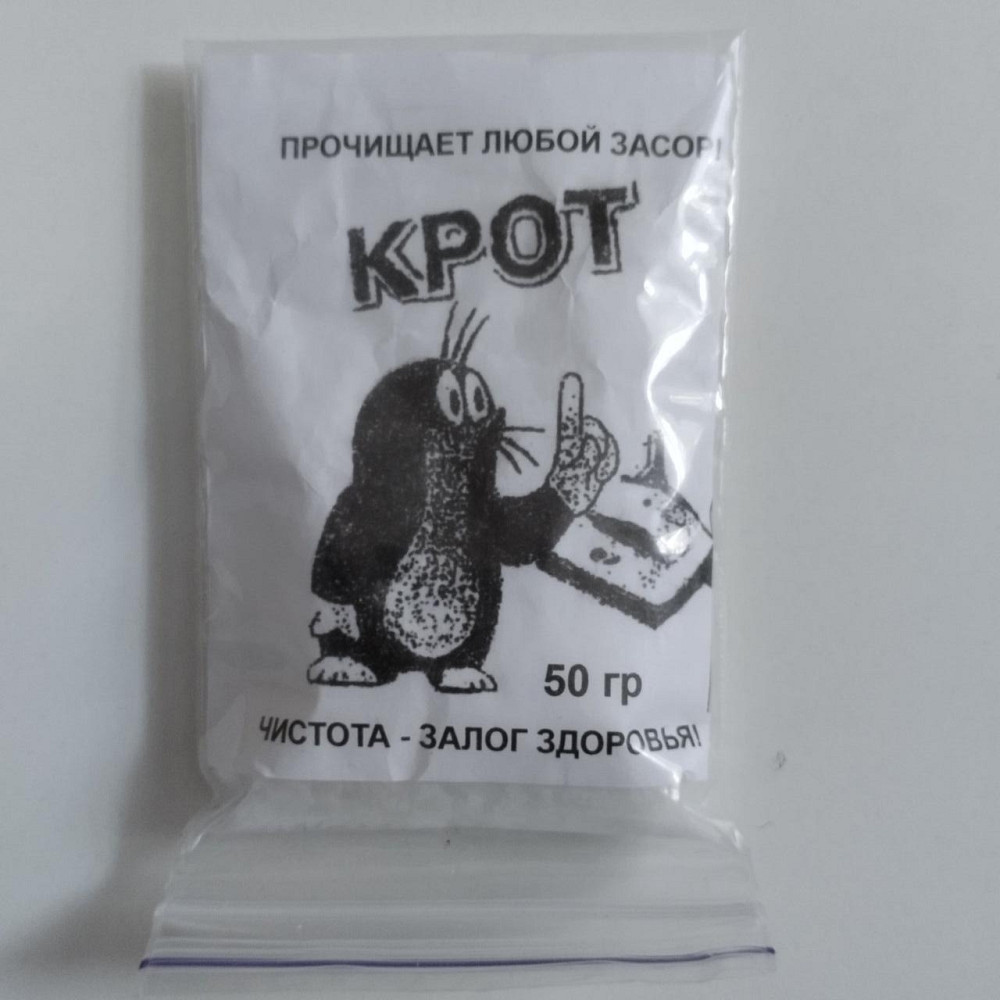 ПРОЧИЩАЕТ ЛЮБОЙ ЗАСОР!
КРОТ
50 гр
ЧИСТОТА - ЗАЛОГ ЗДОРОВЬЯ!